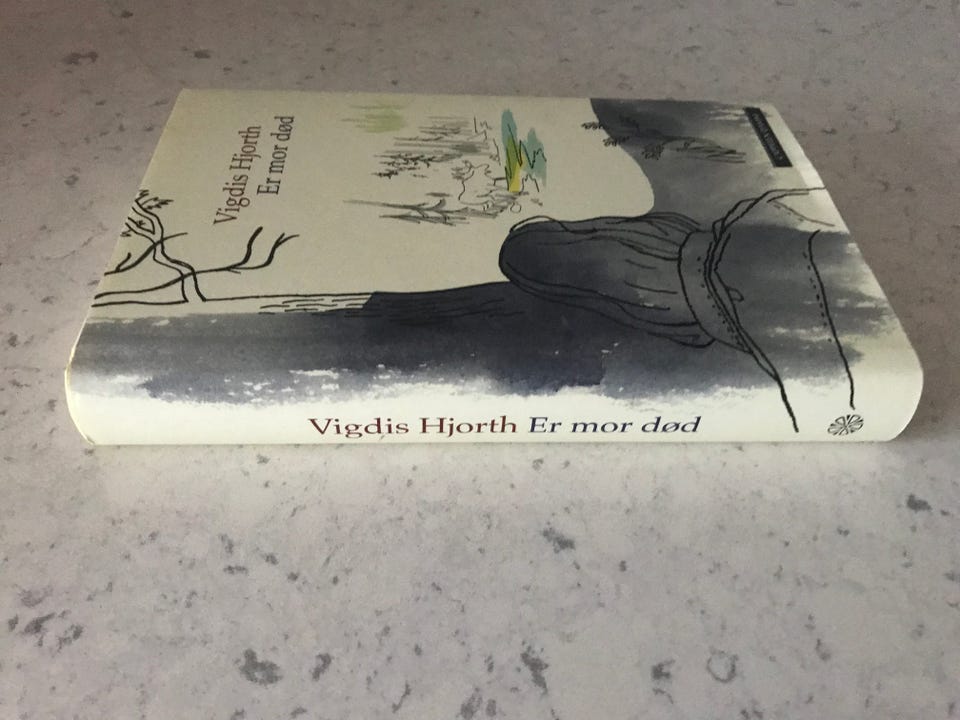 Vigdis Hjorth
Er mor død
Vigdis Hjorth Er mor død